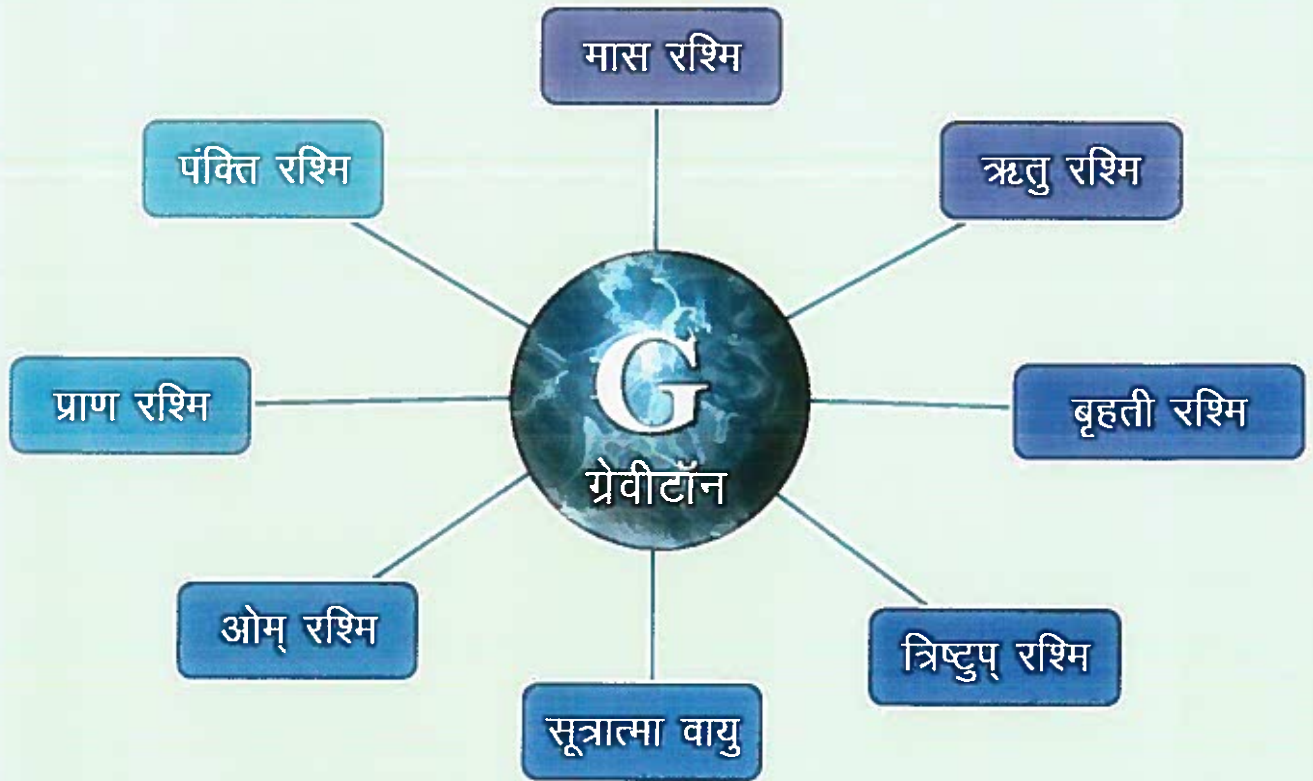 मास रश्मि
पंक्ति रश्मि
ऋतु रश्मि
प्राण रश्मि
G
ग्रेवीटॉन
बृहती रश्मि
ओम् रश्मि
त्रिष्टुप् रश्मि
सूत्रात्मा वायु